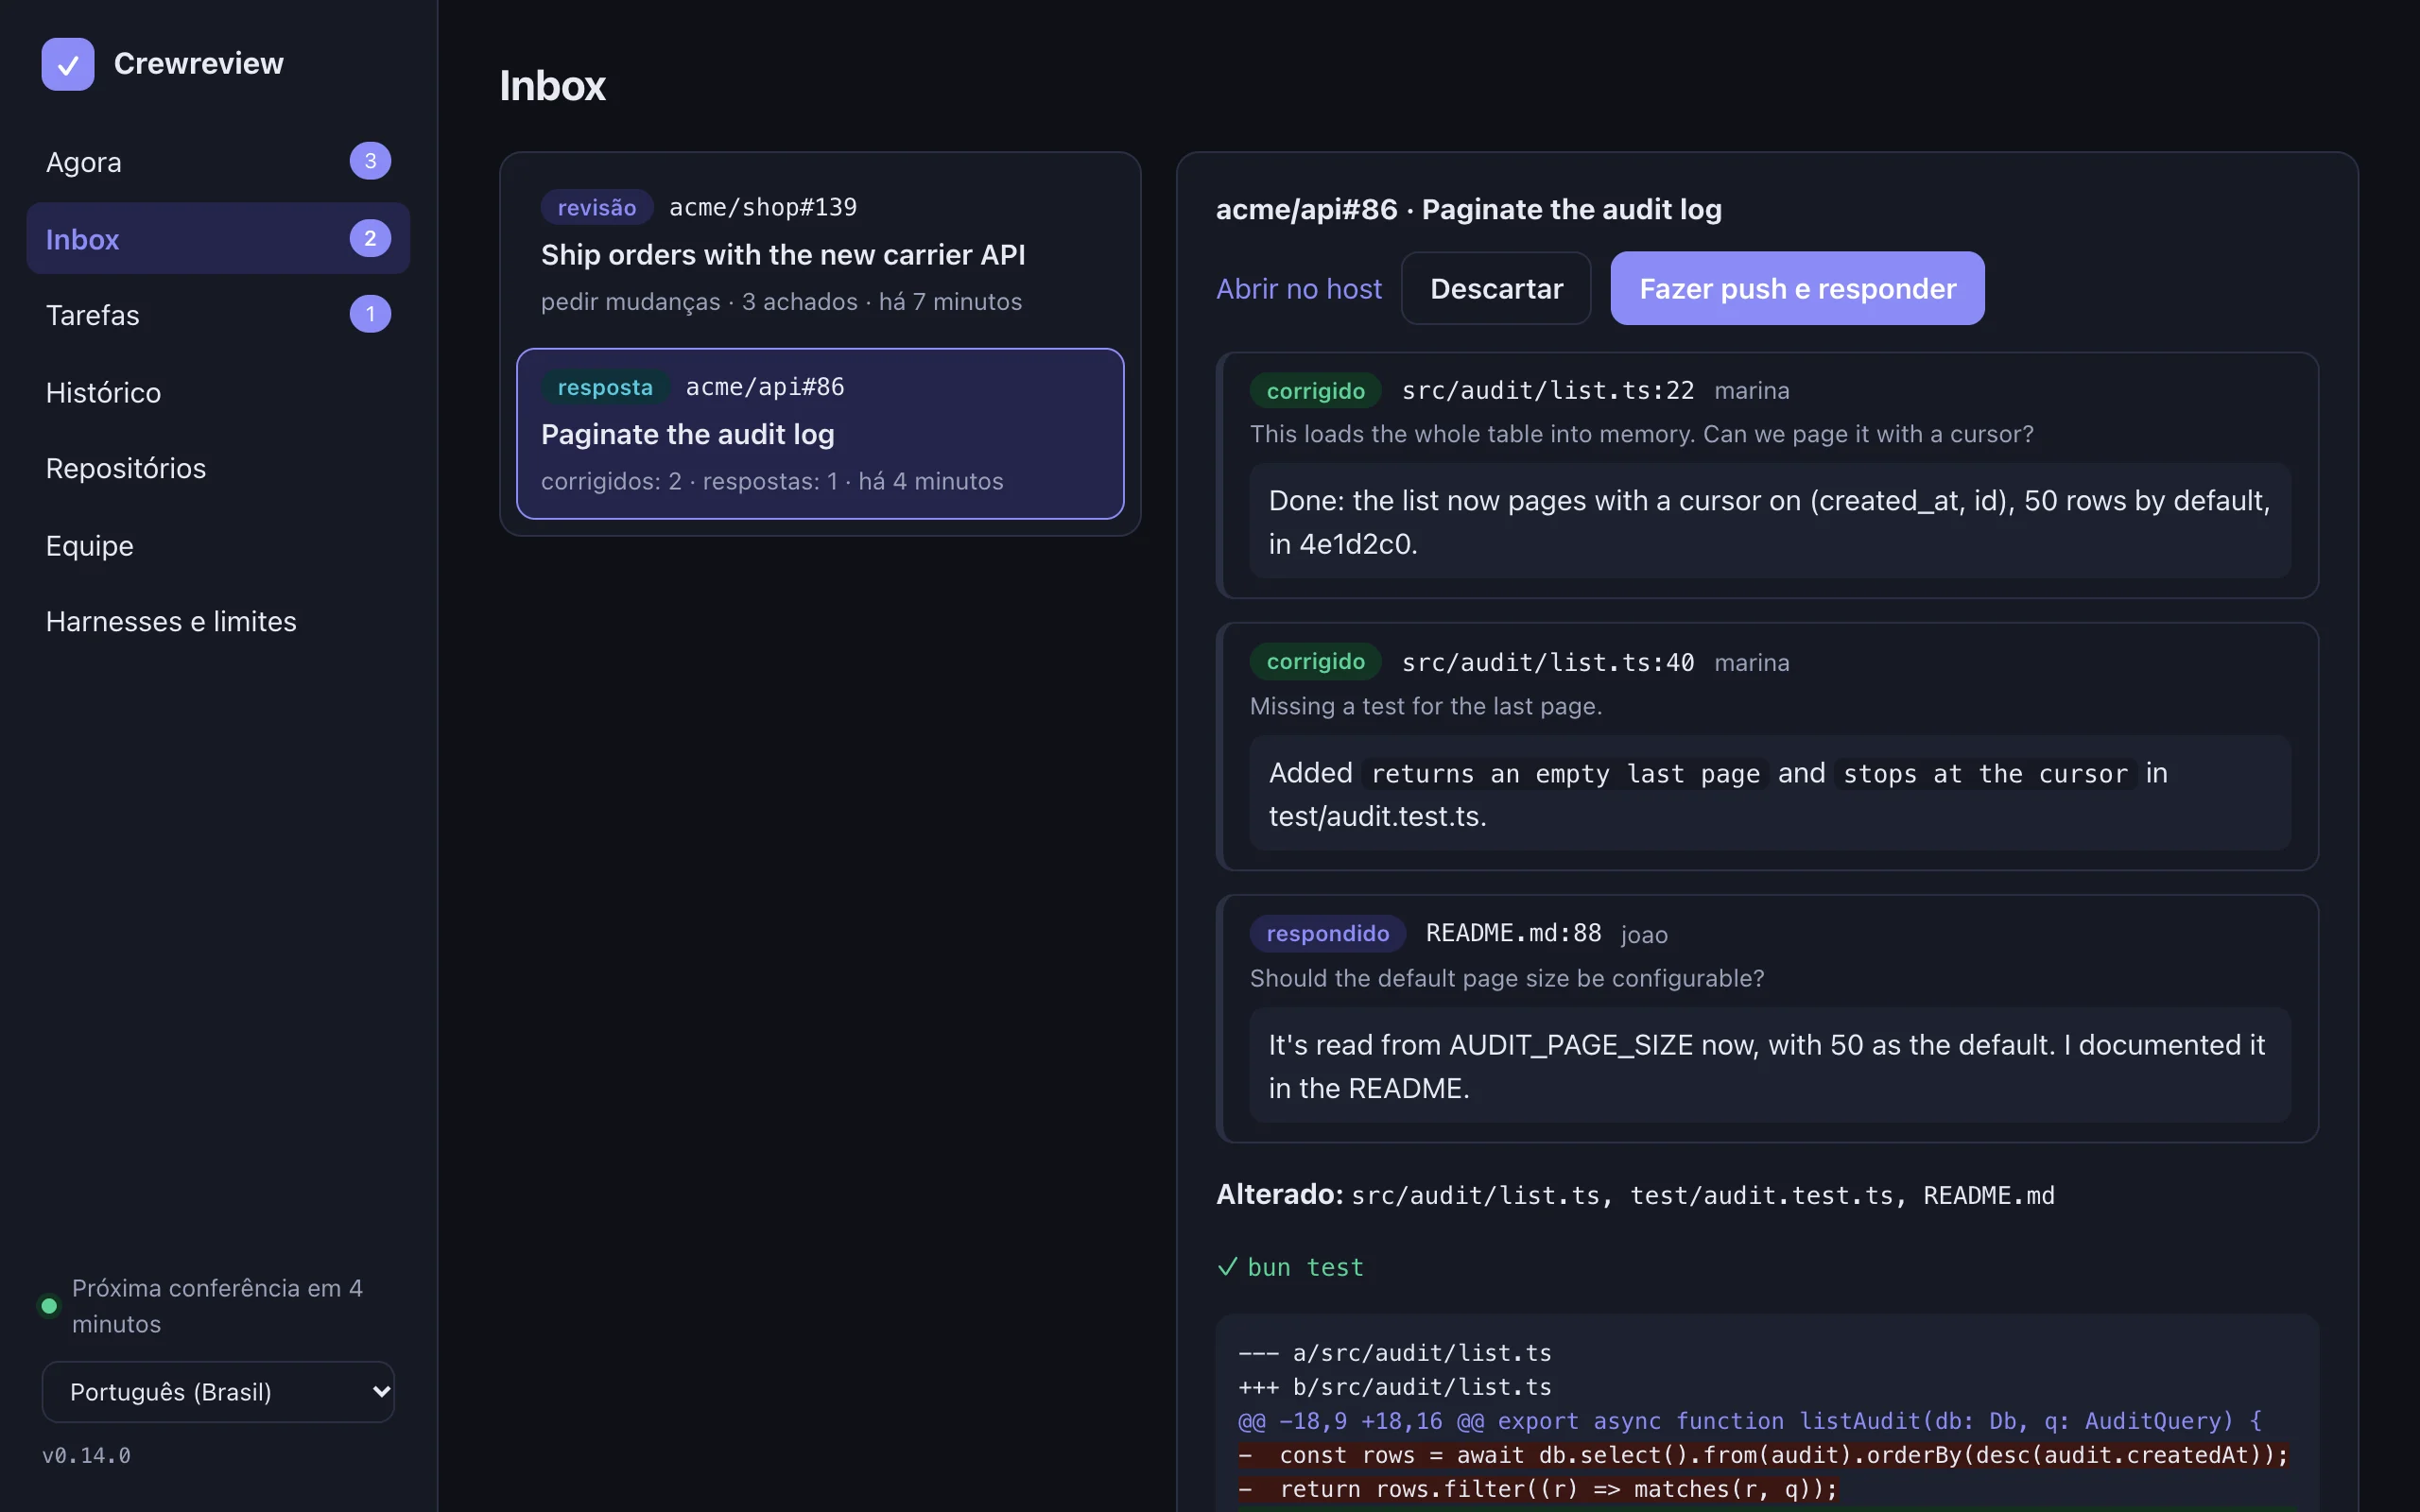 Crewreview
Agora 3
Inbox 2
Tarefas 1
Histórico
Repositórios
Equipe
Harnesses e limites
Próxima conferência em 4
minutos
Português (Brasil)
v0.14.0
Inbox
revisão acme/shop#139
Ship orders with the new carrier API
pedir mudanças · 3 achados · há 7 minutos
resposta acme/api#86
Paginate the audit log
corrigidos: 2 · respostas: 1 · há 4 minutos
acme/api#86 · Paginate the audit log
Abrir no host Descartar Fazer push e responder
corrigido src/audit/list.ts:22 marina
This loads the whole table into memory. Can we page it with a cursor?
Done: the list now pages with a cursor on (created_at, id), 50 rows by default,
in 4e1d2c0.
corrigido src/audit/list.ts:40 marina
Missing a test for the last page.
Added returns an empty last page and stops at the cursor in
test/audit.test.ts.
respondido README.md:88 joao
Should the default page size be configurable?
It's read from AUDIT_PAGE_SIZE now, with 50 as the default. I documented it
in the README.
Alterado: src/audit/list.ts, test/audit.test.ts, README.md
✓ bun test
--- a/src/audit/list.ts
+++ b/src/audit/list.ts
@@ -18,9 +18,16 @@ export async function listAudit(db: Db, q: AuditQuery) {
-  const rows = await db.select().from(audit).orderBy(desc(audit.createdAt));
-  return rows.filter((r) => matches(r, q));